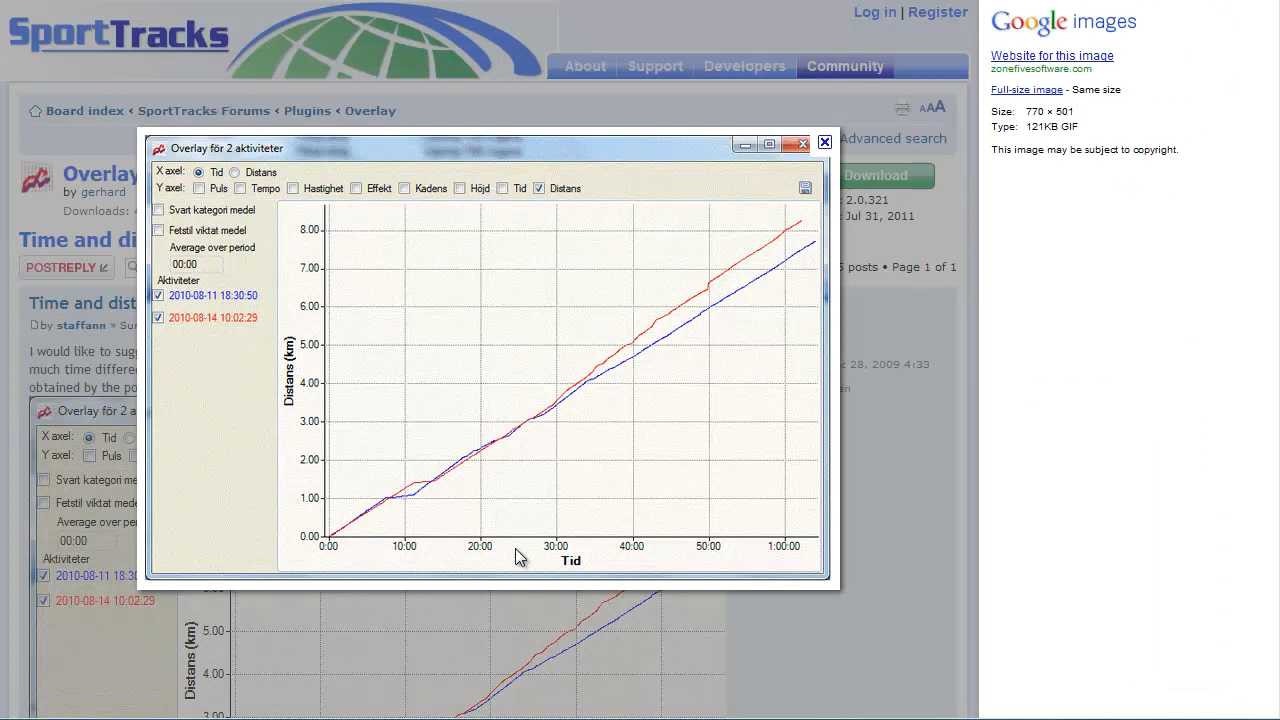 SportTracks
Log in | Register
About Support Developers Community
Board index ‹ SportTracks Forums ‹ Plugins ‹ Overlay
AAA
Advanced search
Overlay
by gerhard
Downloads:
Download
2.0.321
Jul 31, 2011
Time and di
POSTREPLY
posts • Page 1 of 1
Time and dist
by staffann » Sun
28, 2009 4:33
I would like to sugg
much time differe
obtained by the po
Overlay för 2 a
X axel: Tid
Y axel: Puls
Svart kategori me
Fetstil viktat med
Average over pe
00:00
Aktiviteter
2010-08-11 18:30
2010-08-14 10:02:29
5.00
4.00
3.00
Distans (km)
Overlay för 2 aktiviteter
X axel: Tid Distans
Y axel: Puls Tempo Hastighet Effekt Kadens Höjd Tid Distans
Svart kategori medel
Fetstil viktat medel
Average over period
00:00
Aktiviteter
2010-08-11 18:30:50
2010-08-14 10:02:29
8.00
7.00
6.00
5.00
4.00
3.00
2.00
1.00
0.00
Distans (km)
0:00 10:00 20:00 30:00 40:00 50:00 1:00:00
Tid
Google images
Website for this image
zonefivesoftware.com
Full-size image - Same size
Size: 770 × 501
Type: 121KB GIF
This image may be subject to copyright.